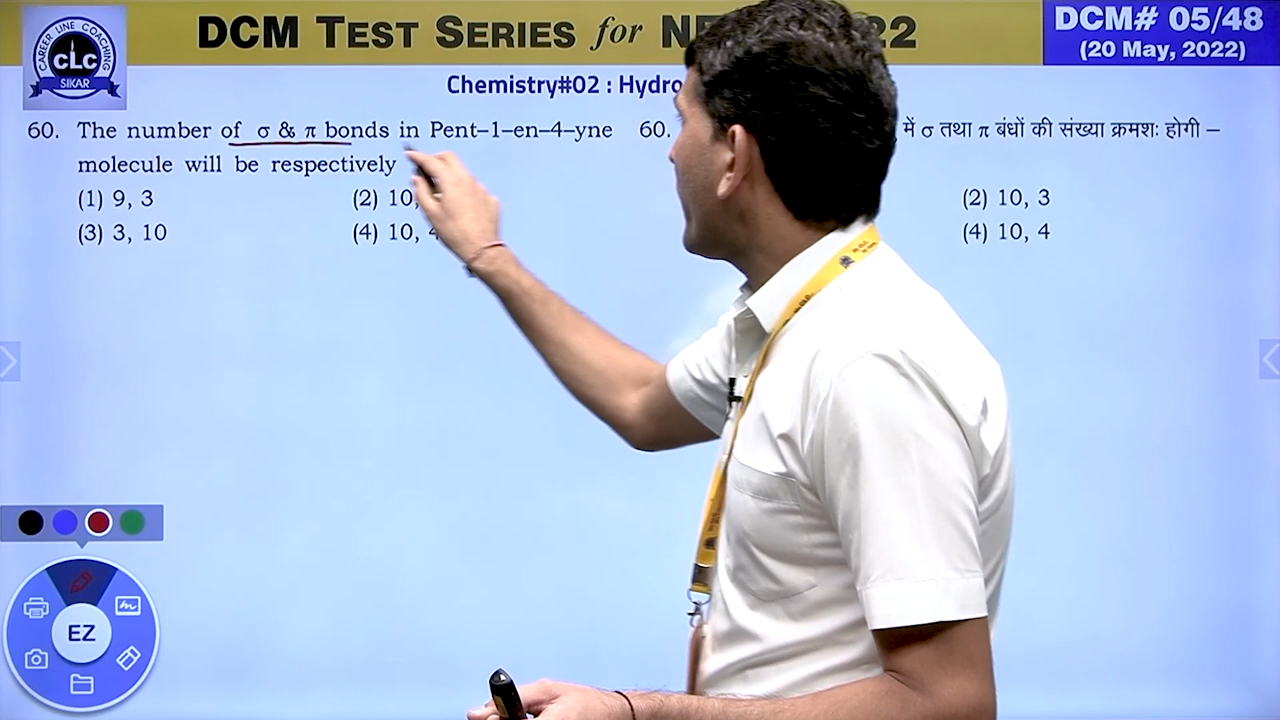 DCM TEST SERIES for 22
DCM# 05/48
(20 May, 2022)
CAREER LINE COACHING
CLC
SIKAR
Chemistry#02 : Hydro
60. The number of σ & π bonds in Pent–1–en–4–yne
molecule will be respectively
(1) 9, 3 (2) 10,
(3) 3, 10 (4) 10, 4
60. में σ तथा π बंधों की संख्या क्रमशः होगी –
(2) 10, 3
(4) 10, 4
EZ